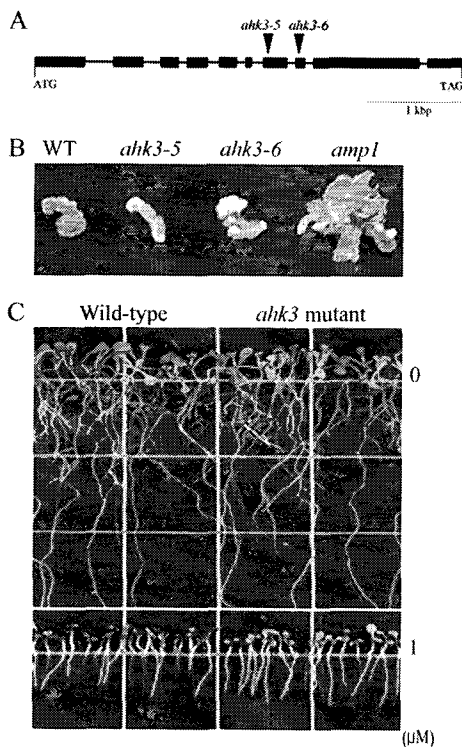 A
ahk3-5 ahk3-6
ATG TAG
1 kbp
B
WT ahk3-5 ahk3-6 amp1
C
Wild-type ahk3 mutant
0
1
(μM)